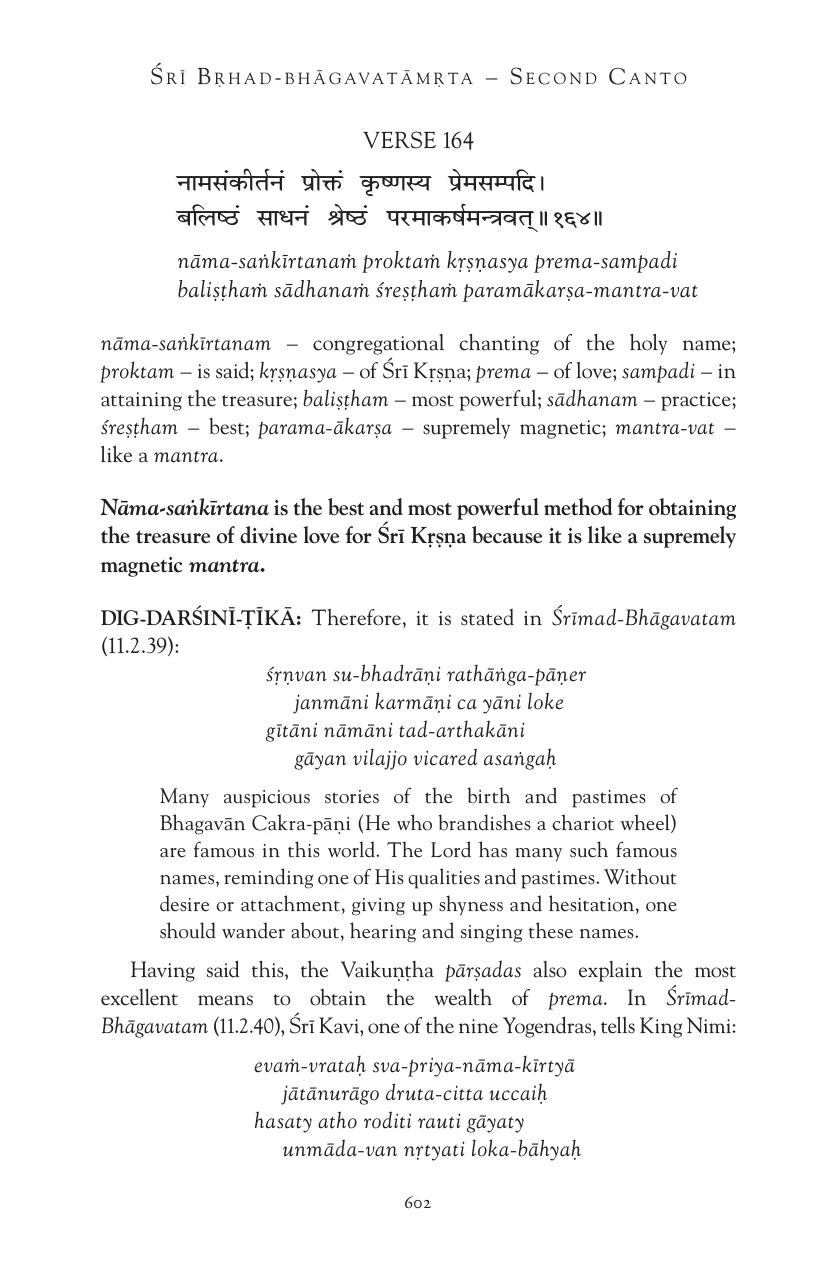 ŚRĪ BṚHAD-BHĀGAVATĀMṚTA – SECOND CANTO
VERSE 164
नामसंकीर्तनं प्रोक्तं कृष्णस्य प्रेमसम्पदि।
बलिष्ठं साधनं श्रेष्ठं परमाकर्षमन्त्रवत्॥१६४॥
nāma-saṅkīrtanaṁ proktaṁ kṛṣṇasya prema-sampadi
baliṣṭhaṁ sādhanaṁ śreṣṭhaṁ paramākarṣa-mantra-vat
nāma-saṅkīrtanam – congregational chanting of the holy name;
proktam – is said; kṛṣṇasya – of Śrī Kṛṣṇa; prema – of love; sampadi – in
attaining the treasure; baliṣṭham – most powerful; sādhanam – practice;
śreṣṭham – best; parama-ākarṣa – supremely magnetic; mantra-vat –
like a mantra.
Nāma-saṅkīrtana is the best and most powerful method for obtaining
the treasure of divine love for Śrī Kṛṣṇa because it is like a supremely
magnetic mantra.
DIG-DARŚINĪ-ṬĪKĀ: Therefore, it is stated in Śrīmad-Bhāgavatam
(11.2.39):
śṛṇvan su-bhadrāṇi rathāṅga-pāṇer
janmāni karmāṇi ca yāni loke
gītāni nāmāni tad-arthakāni
gāyan vilajjo vicared asaṅgaḥ
Many auspicious stories of the birth and pastimes of
Bhagavān Cakra-pāṇi (He who brandishes a chariot wheel)
are famous in this world. The Lord has many such famous
names, reminding one of His qualities and pastimes. Without
desire or attachment, giving up shyness and hesitation, one
should wander about, hearing and singing these names.
Having said this, the Vaikuṇṭha pārṣadas also explain the most
excellent means to obtain the wealth of prema. In Śrīmad-
Bhāgavatam (11.2.40), Śrī Kavi, one of the nine Yogendras, tells King Nimi:
evaṁ-vrataḥ sva-priya-nāma-kīrtyā
jātānurāgo druta-citta uccaiḥ
hasaty atho roditi rauti gāyaty
unmāda-van nṛtyati loka-bāhyaḥ
602